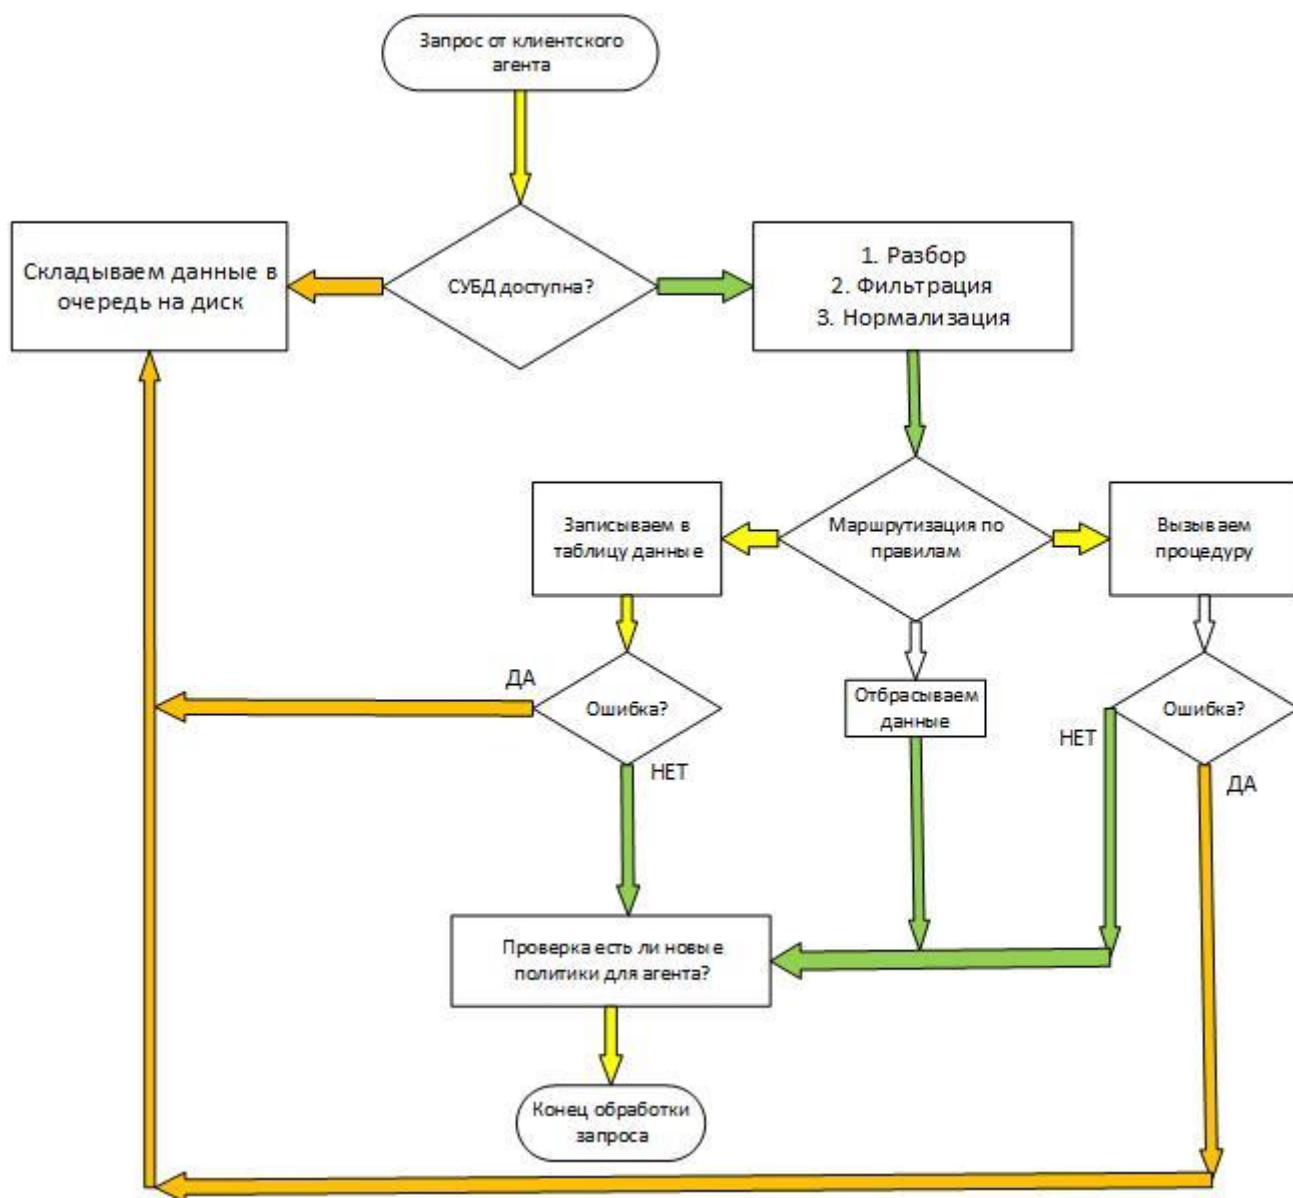 Запрос от клиентского
агента
Складываем данные в
очередь на диск
СУБД доступна?
1. Разбор
2. Фильтрация
3. Нормализация
Записываем в
таблицу данные
Маршрутизация по
правилам
Вызываем
процедуру
ДА
Ошибка?
НЕТ
Отбрасываем
данные
НЕТ
Ошибка?
ДА
Проверка есть ли новые
политики для агента?
Конец обработки
запроса